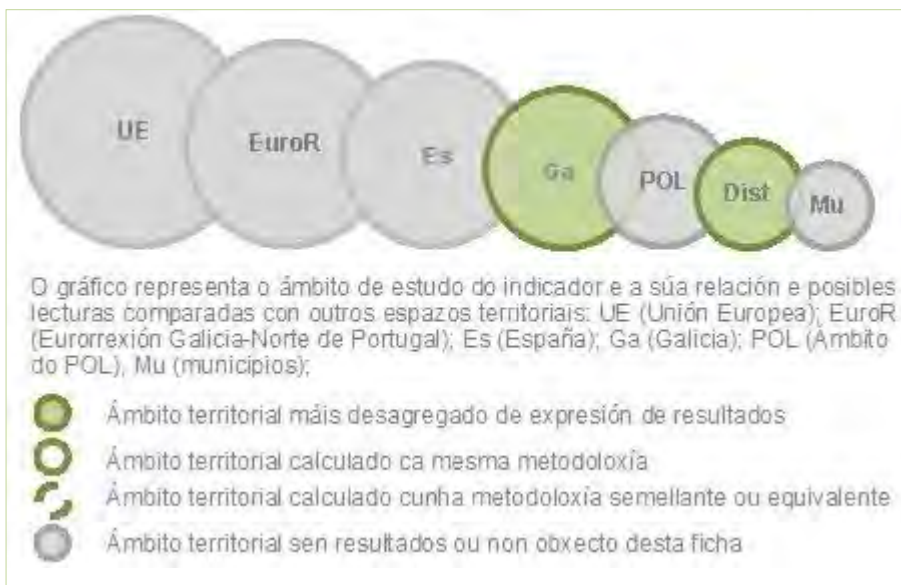 UE
EuroR
Es
Ga
POL
Dist
Mu
O gráfico representa o ámbito de estudo do indicador e a súa relación e posibles
lecturas comparadas con outros espazos territoriais: UE (Unión Europea); EuroR
(Eurorrexión Galicia-Norte de Portugal); Es (España); Ga (Galicia); POL (Ámbito
do POL), Mu (municipios);
Ámbito territorial máis desagregado de expresión de resultados
Ámbito territorial calculado ca mesma metodoloxía
Ámbito territorial calculado cunha metodoloxía semellante ou equivalente
Ámbito territorial sen resultados ou non obxecto desta ficha